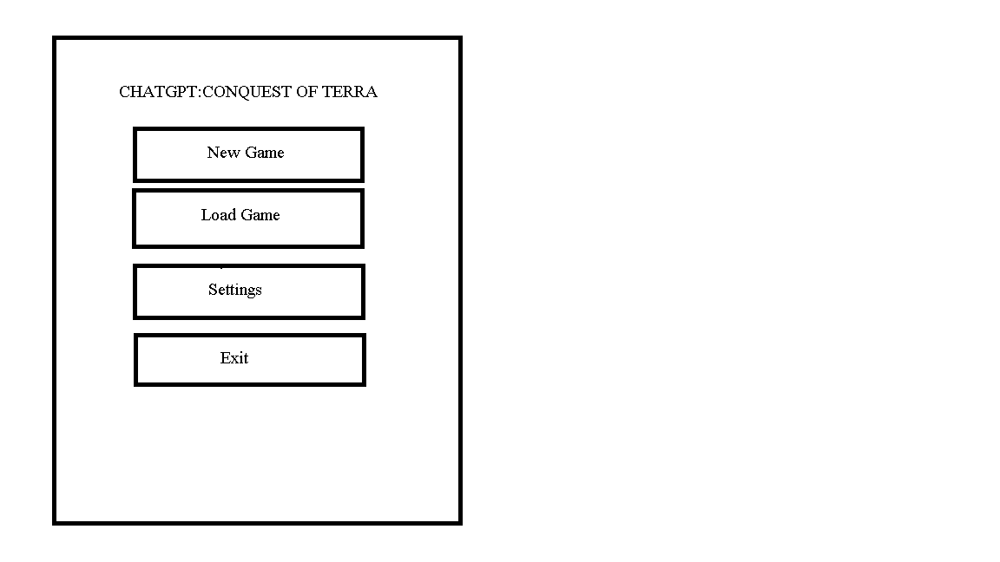 CHATGPT:CONQUEST OF TERRA
New Game
Load Game
Settings
Exit